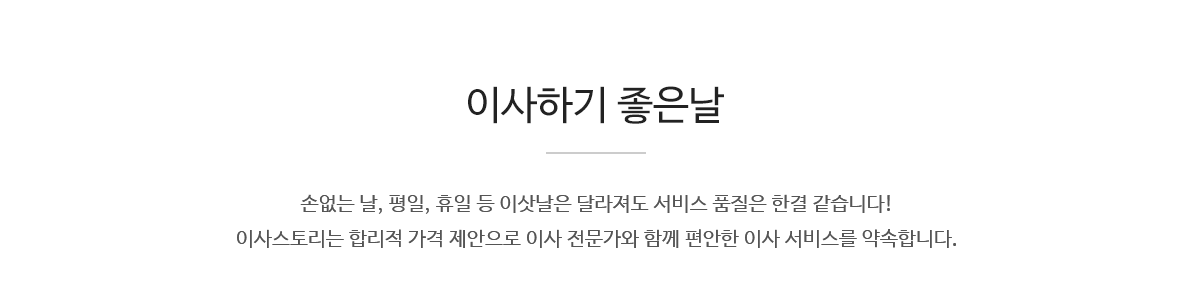 이사하기 좋은날
손없는 날, 평일, 휴일 등 이삿날은 달라져도 서비스 품질은 한결 같습니다!
이사스토리는 합리적 가격 제안으로 이사 전문가와 함께 편안한 이사 서비스를 약속합니다.